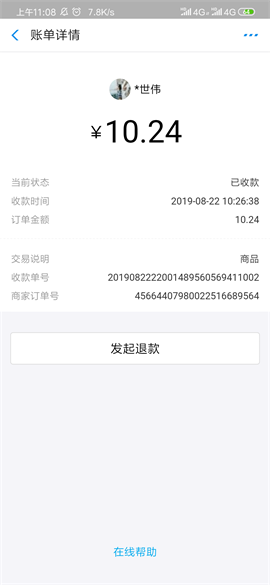 上午11:08 7.8K/s 4G 4G 64
账单详情
*世伟
¥10.24
当前状态 已收款
收款时间 2019-08-22 10:26:38
订单金额 10.24
交易说明 商品
收款单号 2019082222001489560569411002
商家订单号 45664407980022516689564
发起退款
在线帮助